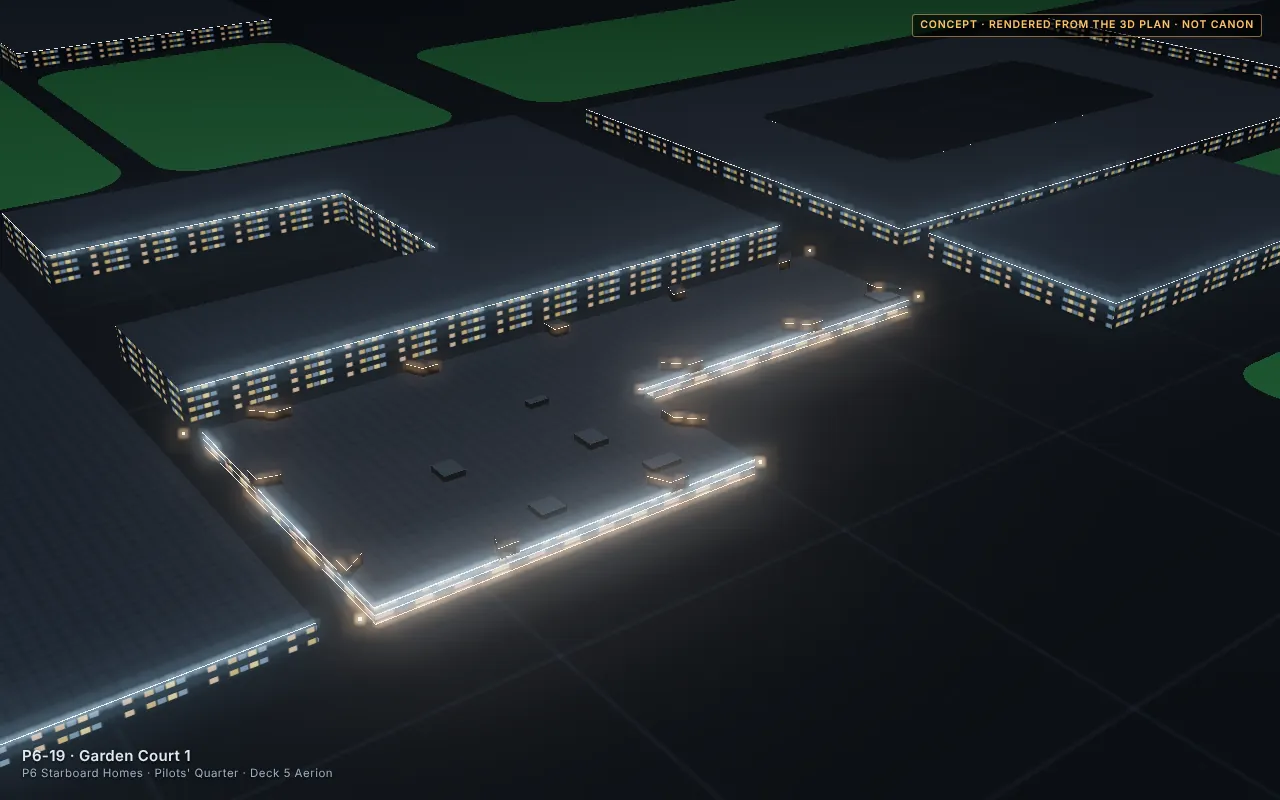 CONCEPT · RENDERED FROM THE 3D PLAN · NOT CANON
P6-19 · Garden Court 1
P6 Starboard Homes · Pilots' Quarter · Deck 5 Aerion